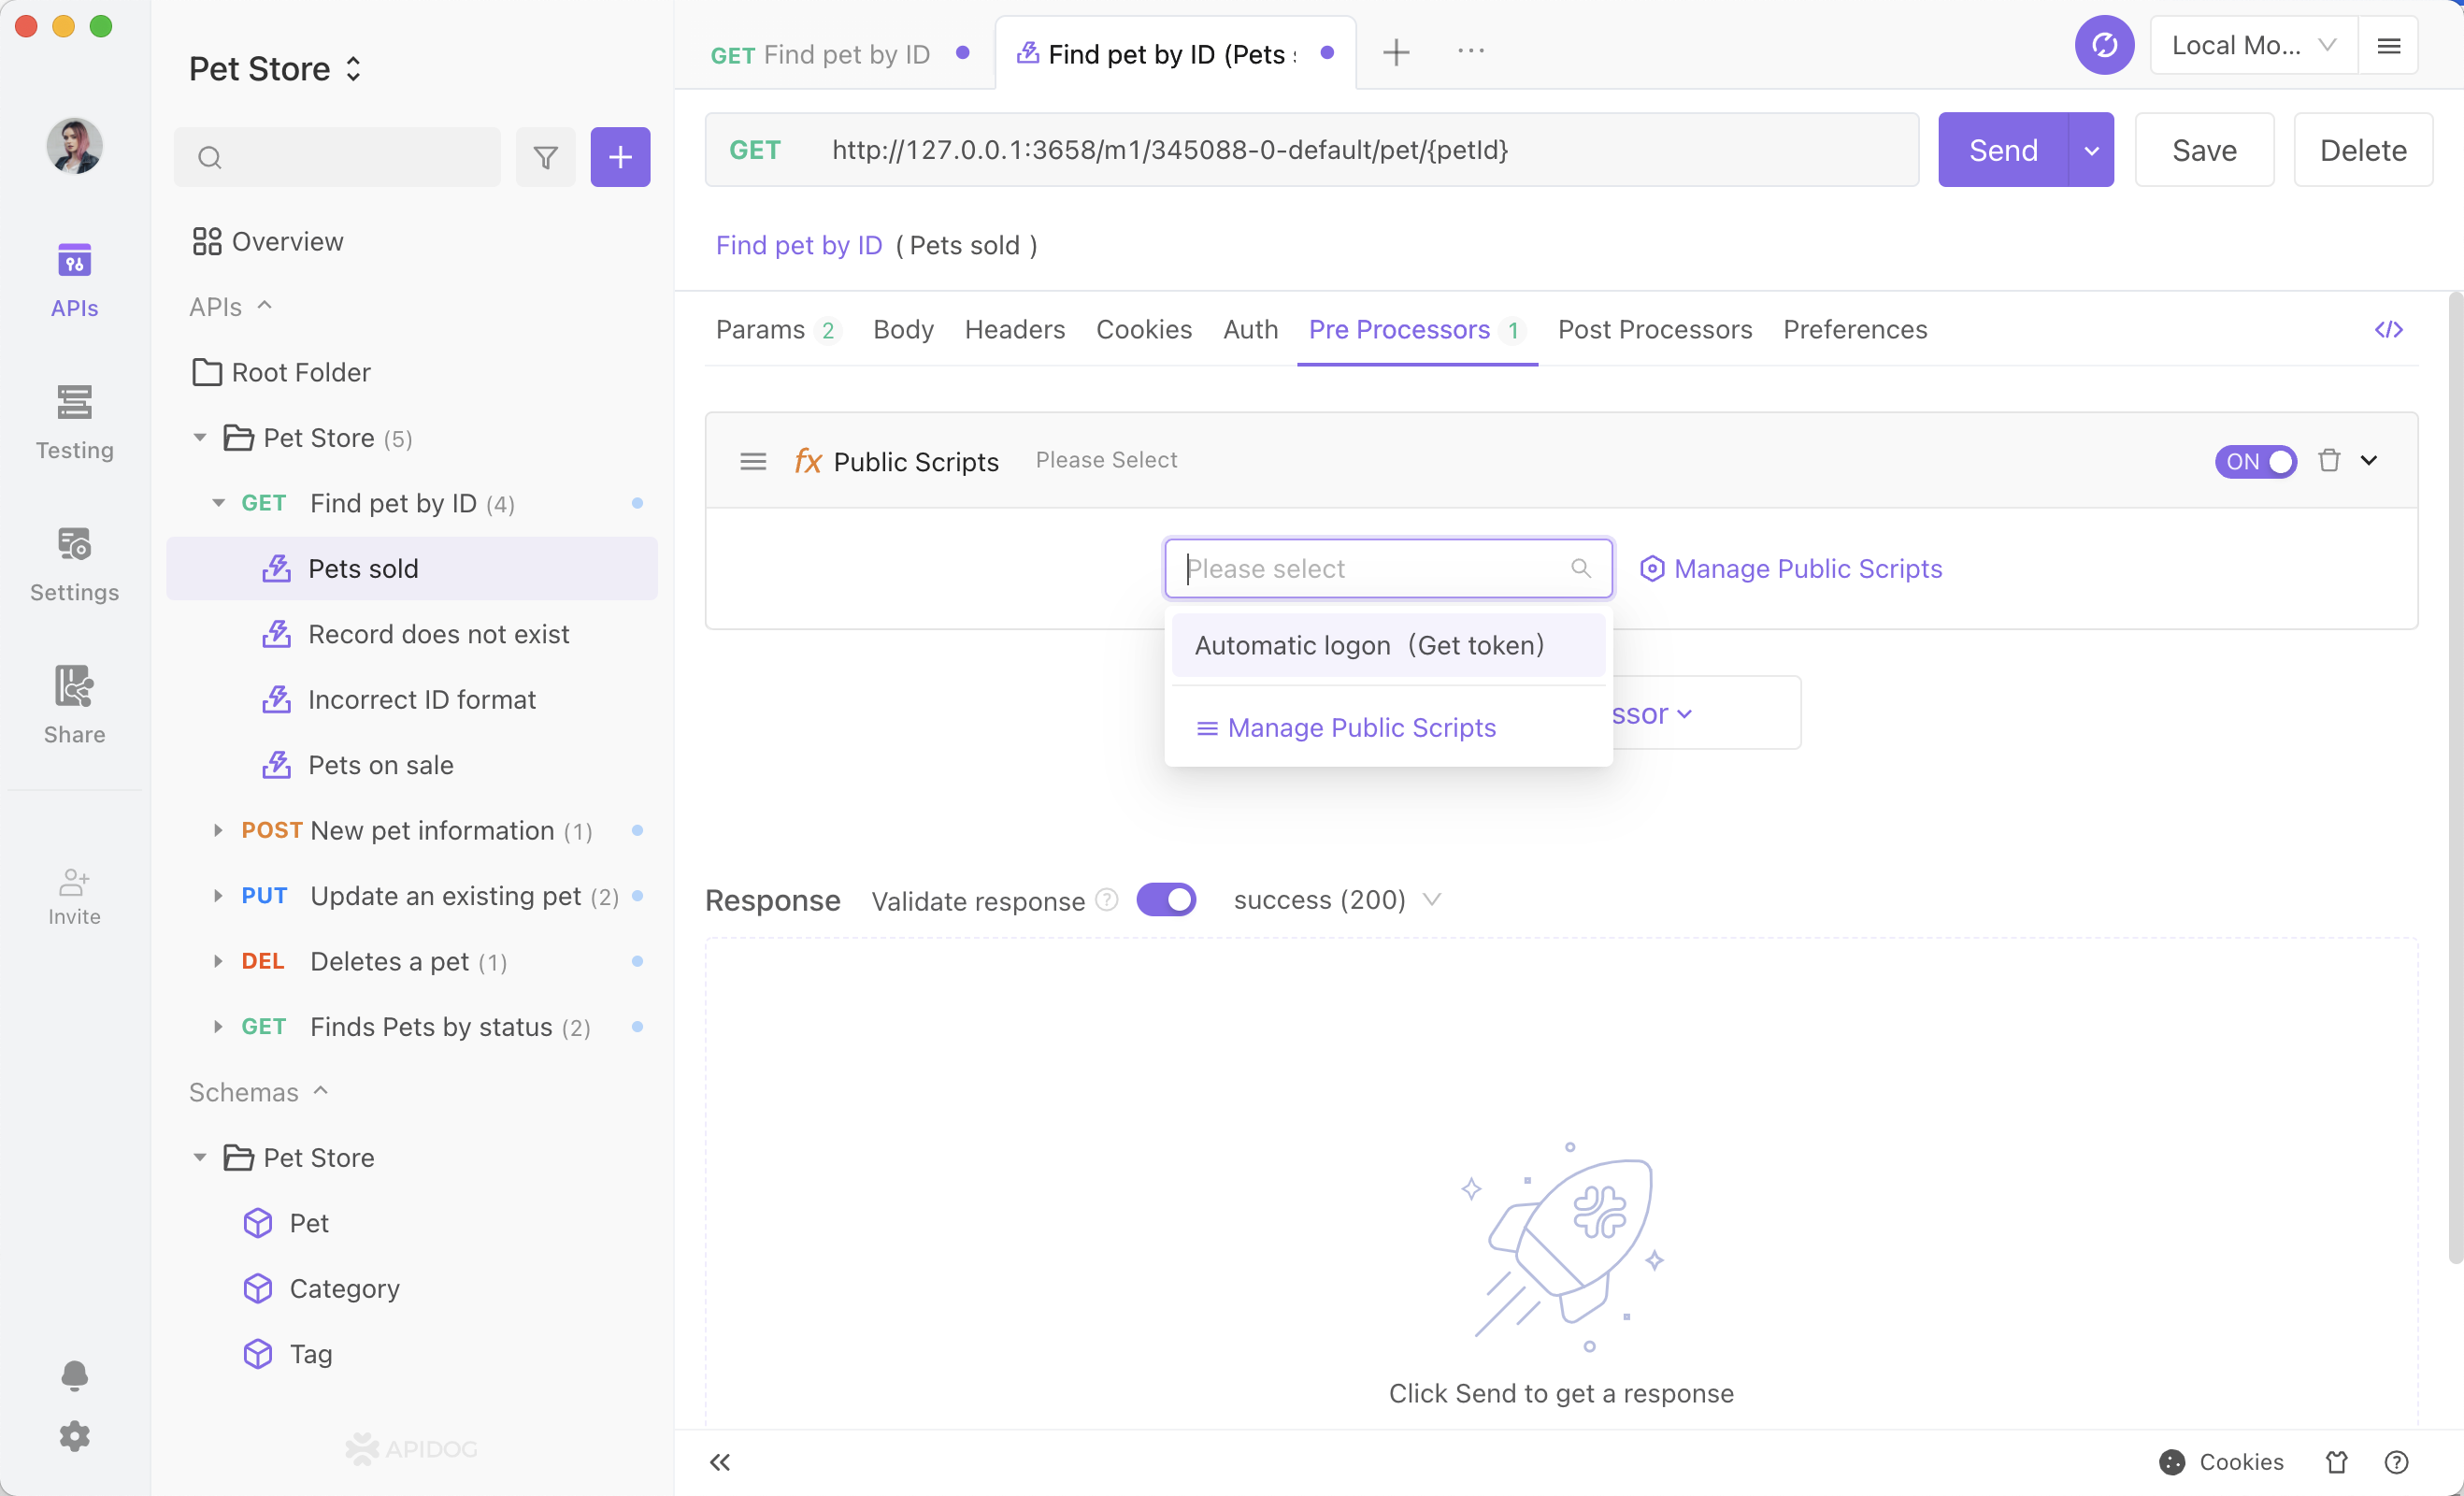 Pet Store
APIs
Testing
Settings
Share
Invite
Overview
APIs
Root Folder
Pet Store (5)
GET Find pet by ID (4)
Pets sold
Record does not exist
Incorrect ID format
Pets on sale
POST New pet information (1)
PUT Update an existing pet (2)
DEL Deletes a pet (1)
GET Finds Pets by status (2)
Schemas
Pet Store
Pet
Category
Tag
APIDOG
GET Find pet by ID
Find pet by ID (Pets
Local Mo...
GET http://127.0.0.1:3658/m1/345088-0-default/pet/{petId}
Send
Save
Delete
Find pet by ID ( Pets sold )
Params 2 Body Headers Cookies Auth Pre Processors 1 Post Processors Preferences
fx Public Scripts Please Select
ON
Please select
Manage Public Scripts
Automatic logon (Get token)
Manage Public Scripts
ssor
Response Validate response success (200)
Click Send to get a response
Cookies